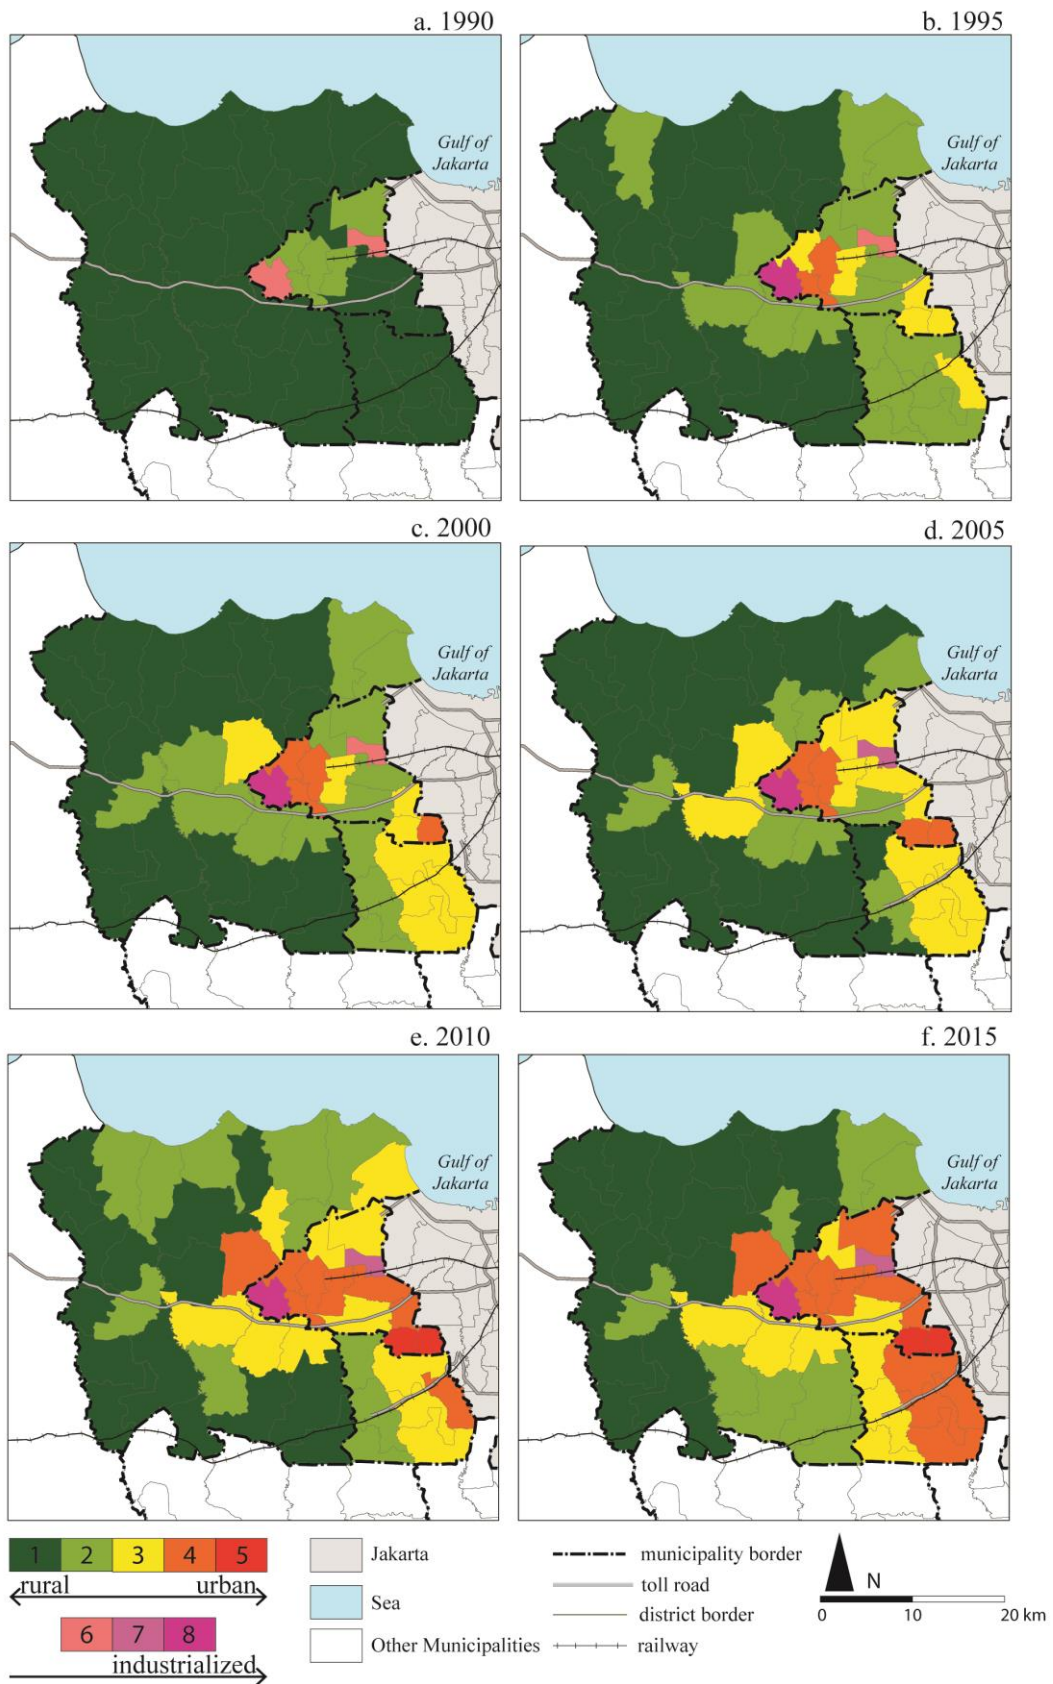 a. 1990
b. 1995
Gulf of
Jakarta
Gulf of
Jakarta
c. 2000
d. 2005
Gulf of
Jakarta
Gulf of
Jakarta
e. 2010
f. 2015
Gulf of
Jakarta
Gulf of
Jakarta
1 2 3 4 5
rural urban
6 7 8
industrialized
Jakarta
Sea
Other Municipalities
municipality border
toll road
district border
railway
N
0 10 20 km